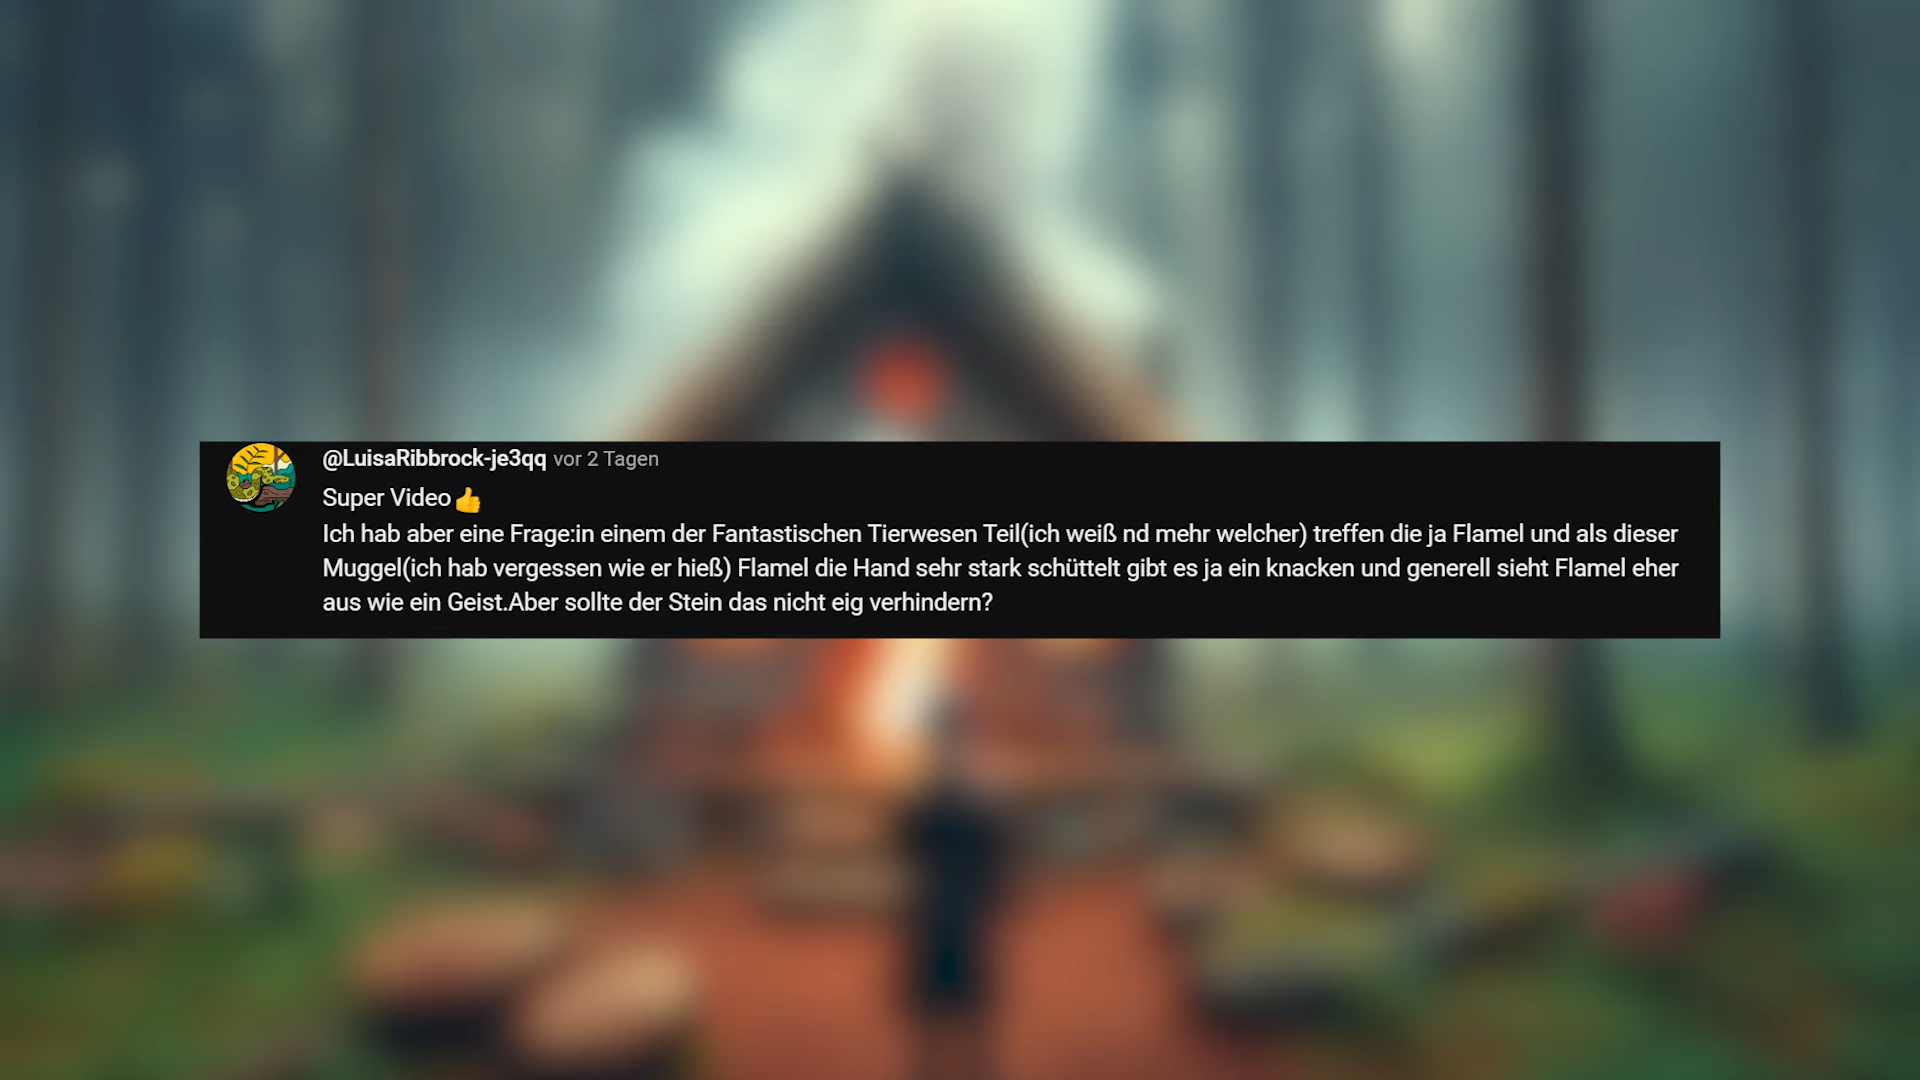 @LuisaRibbrock-je3qq vor 2 Tagen
Super Video👍
Ich hab aber eine Frage:in einem der Fantastischen Tierwesen Teil(ich weiß nd mehr welcher) treffen die ja Flamel und als dieser
Muggel(ich hab vergessen wie er hieß) Flamel die Hand sehr stark schüttelt gibt es ja ein knacken und generell sieht Flamel eher
aus wie ein Geist.Aber sollte der Stein das nicht eig verhindern?